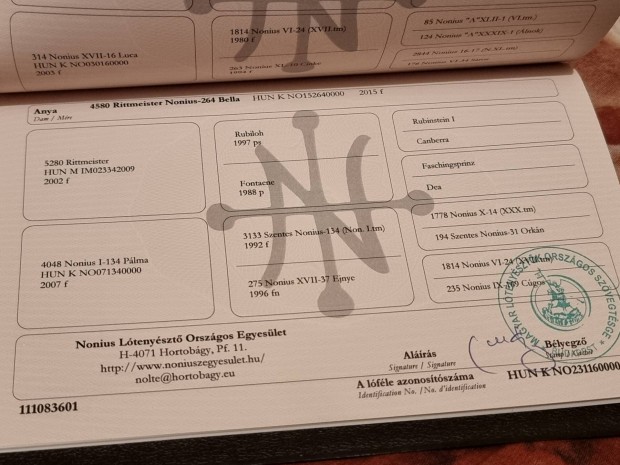 314 Nonius XVII-16 Luca
HUN K NO030160000
2003 f
1814 Nonius VI-24 (XVII.tm)
1980 f
85 Nonius "A"XLII-1 (VI.tm.)
124 Nonius "A"XXXIX-1 (Álnok)
Anya
Dam / Mère
4580 Rittmeister Nonius-264 Bella HUN K NO152640000 2015 f
5280 Rittmeister
HUN M IM023342009
2002 f
Rubiloh
1997 ps
Fontaene
1988 p
Rubinstein I
Canberra
Faschingsprinz
Dea
4048 Nonius I-134 Pálma
HUN K NO071340000
2007 f
3133 Szentes Nonius-134 (Non. I.tm)
1992 f
275 Nonius XVII-37 Ejnye
1996 fn
1778 Nonius X-14 (XXX.tm)
194 Szentes Nonius-31 Orkán
1814 Nonius VI-24
235 Nonius
Nonius Lótenyésztő Országos Egyesület
H-4071 Hortobágy, Pf. 11.
http://www.noniuszegyesulet.hu/
nolte@hortobagy.eu
Aláírás
Signature / Signature
Bélyegző
A lóféle azonosítószáma
Identification No. / No. d'identification
HUN K NO231160000
MAGYAR LÓTENYÉSZTŐK ORSZÁGOS SZÖVETSÉGE
111083601